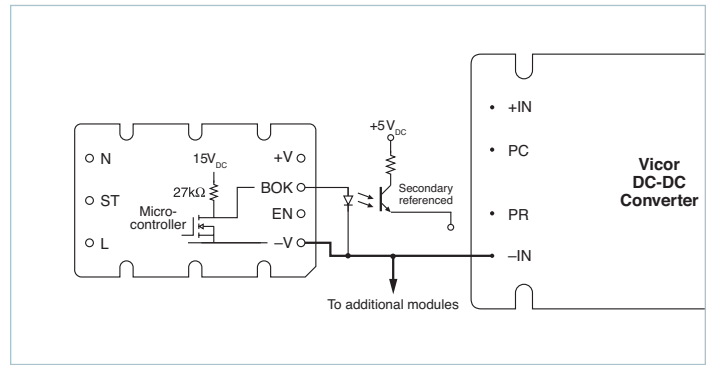 N
ST
L
15V DC
27kΩ
Micro-
controller
+V
BOK
EN
–V
+5 V DC
Secondary
referenced
To additional modules
+IN
PC
PR
–IN
Vicor
DC-DC
Converter